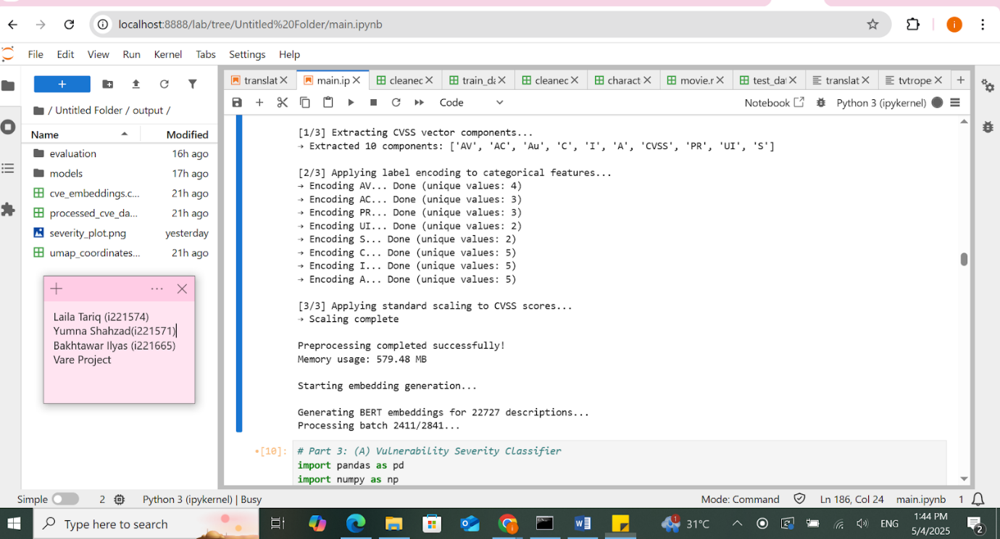 localhost:8888/lab/tree/Untitled%20Folder/main.ipynb
File Edit View Run Kernel Tabs Settings Help
translat main.ip cleanec train_da cleanec charact movie.r test_dat translat tvtrope
Code Notebook Python 3 (ipykernel)
/ Untitled Folder / output /
Name Modified
evaluation 16h ago
models 17h ago
cve_embeddings.c... 21h ago
processed_cve_da... 21h ago
severity_plot.png yesterday
umap_coordinates... 21h ago
Laila Tariq (i221574)
Yumna Shahzad(i221571)
Bakhtawar Ilyas (i221665)
Vare Project
[1/3] Extracting CVSS vector components...
→ Extracted 10 components: ['AV', 'AC', 'Au', 'C', 'I', 'A', 'CVSS', 'PR', 'UI', 'S']
[2/3] Applying label encoding to categorical features...
→ Encoding AV... Done (unique values: 4)
→ Encoding AC... Done (unique values: 3)
→ Encoding PR... Done (unique values: 3)
→ Encoding UI... Done (unique values: 2)
→ Encoding S... Done (unique values: 2)
→ Encoding C... Done (unique values: 5)
→ Encoding I... Done (unique values: 5)
→ Encoding A... Done (unique values: 5)
[3/3] Applying standard scaling to CVSS scores...
→ Scaling complete
Preprocessing completed successfully!
Memory usage: 579.48 MB
Starting embedding generation...
Generating BERT embeddings for 22727 descriptions...
Processing batch 2411/2841...
[10]: # Part 3: (A) Vulnerability Severity Classifier
import pandas as pd
import numpy as np
Simple 2 Python 3 (ipykernel) | Busy Mode: Command Ln 186, Col 24 main.ipynb 1
Type here to search 31°C ENG 1:44 PM
5/4/2025 2